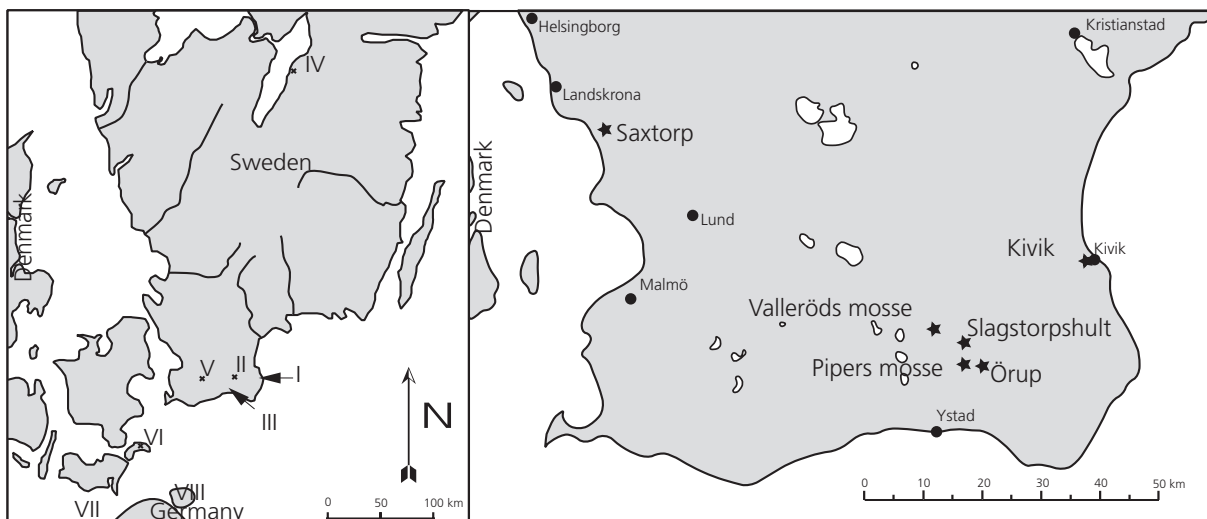 IV
Sweden
Denmark
V
II
I
III
VI
VIII
VII
Germany
N
0 50 100 km
Helsingborg
Kristianstad
Landskrona
Saxtorp
Denmark
Lund
Kivik
Kivik
Malmö
Valleröds mosse
Slagstorpshult
Pipers mosse
Örup
Ystad
0 10 20 30 40 50 km